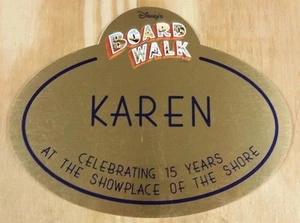 Disney's
BOARD
WALK
KAREN
CELEBRATING 15 YEARS
AT THE SHOWPLACE OF THE SHORE